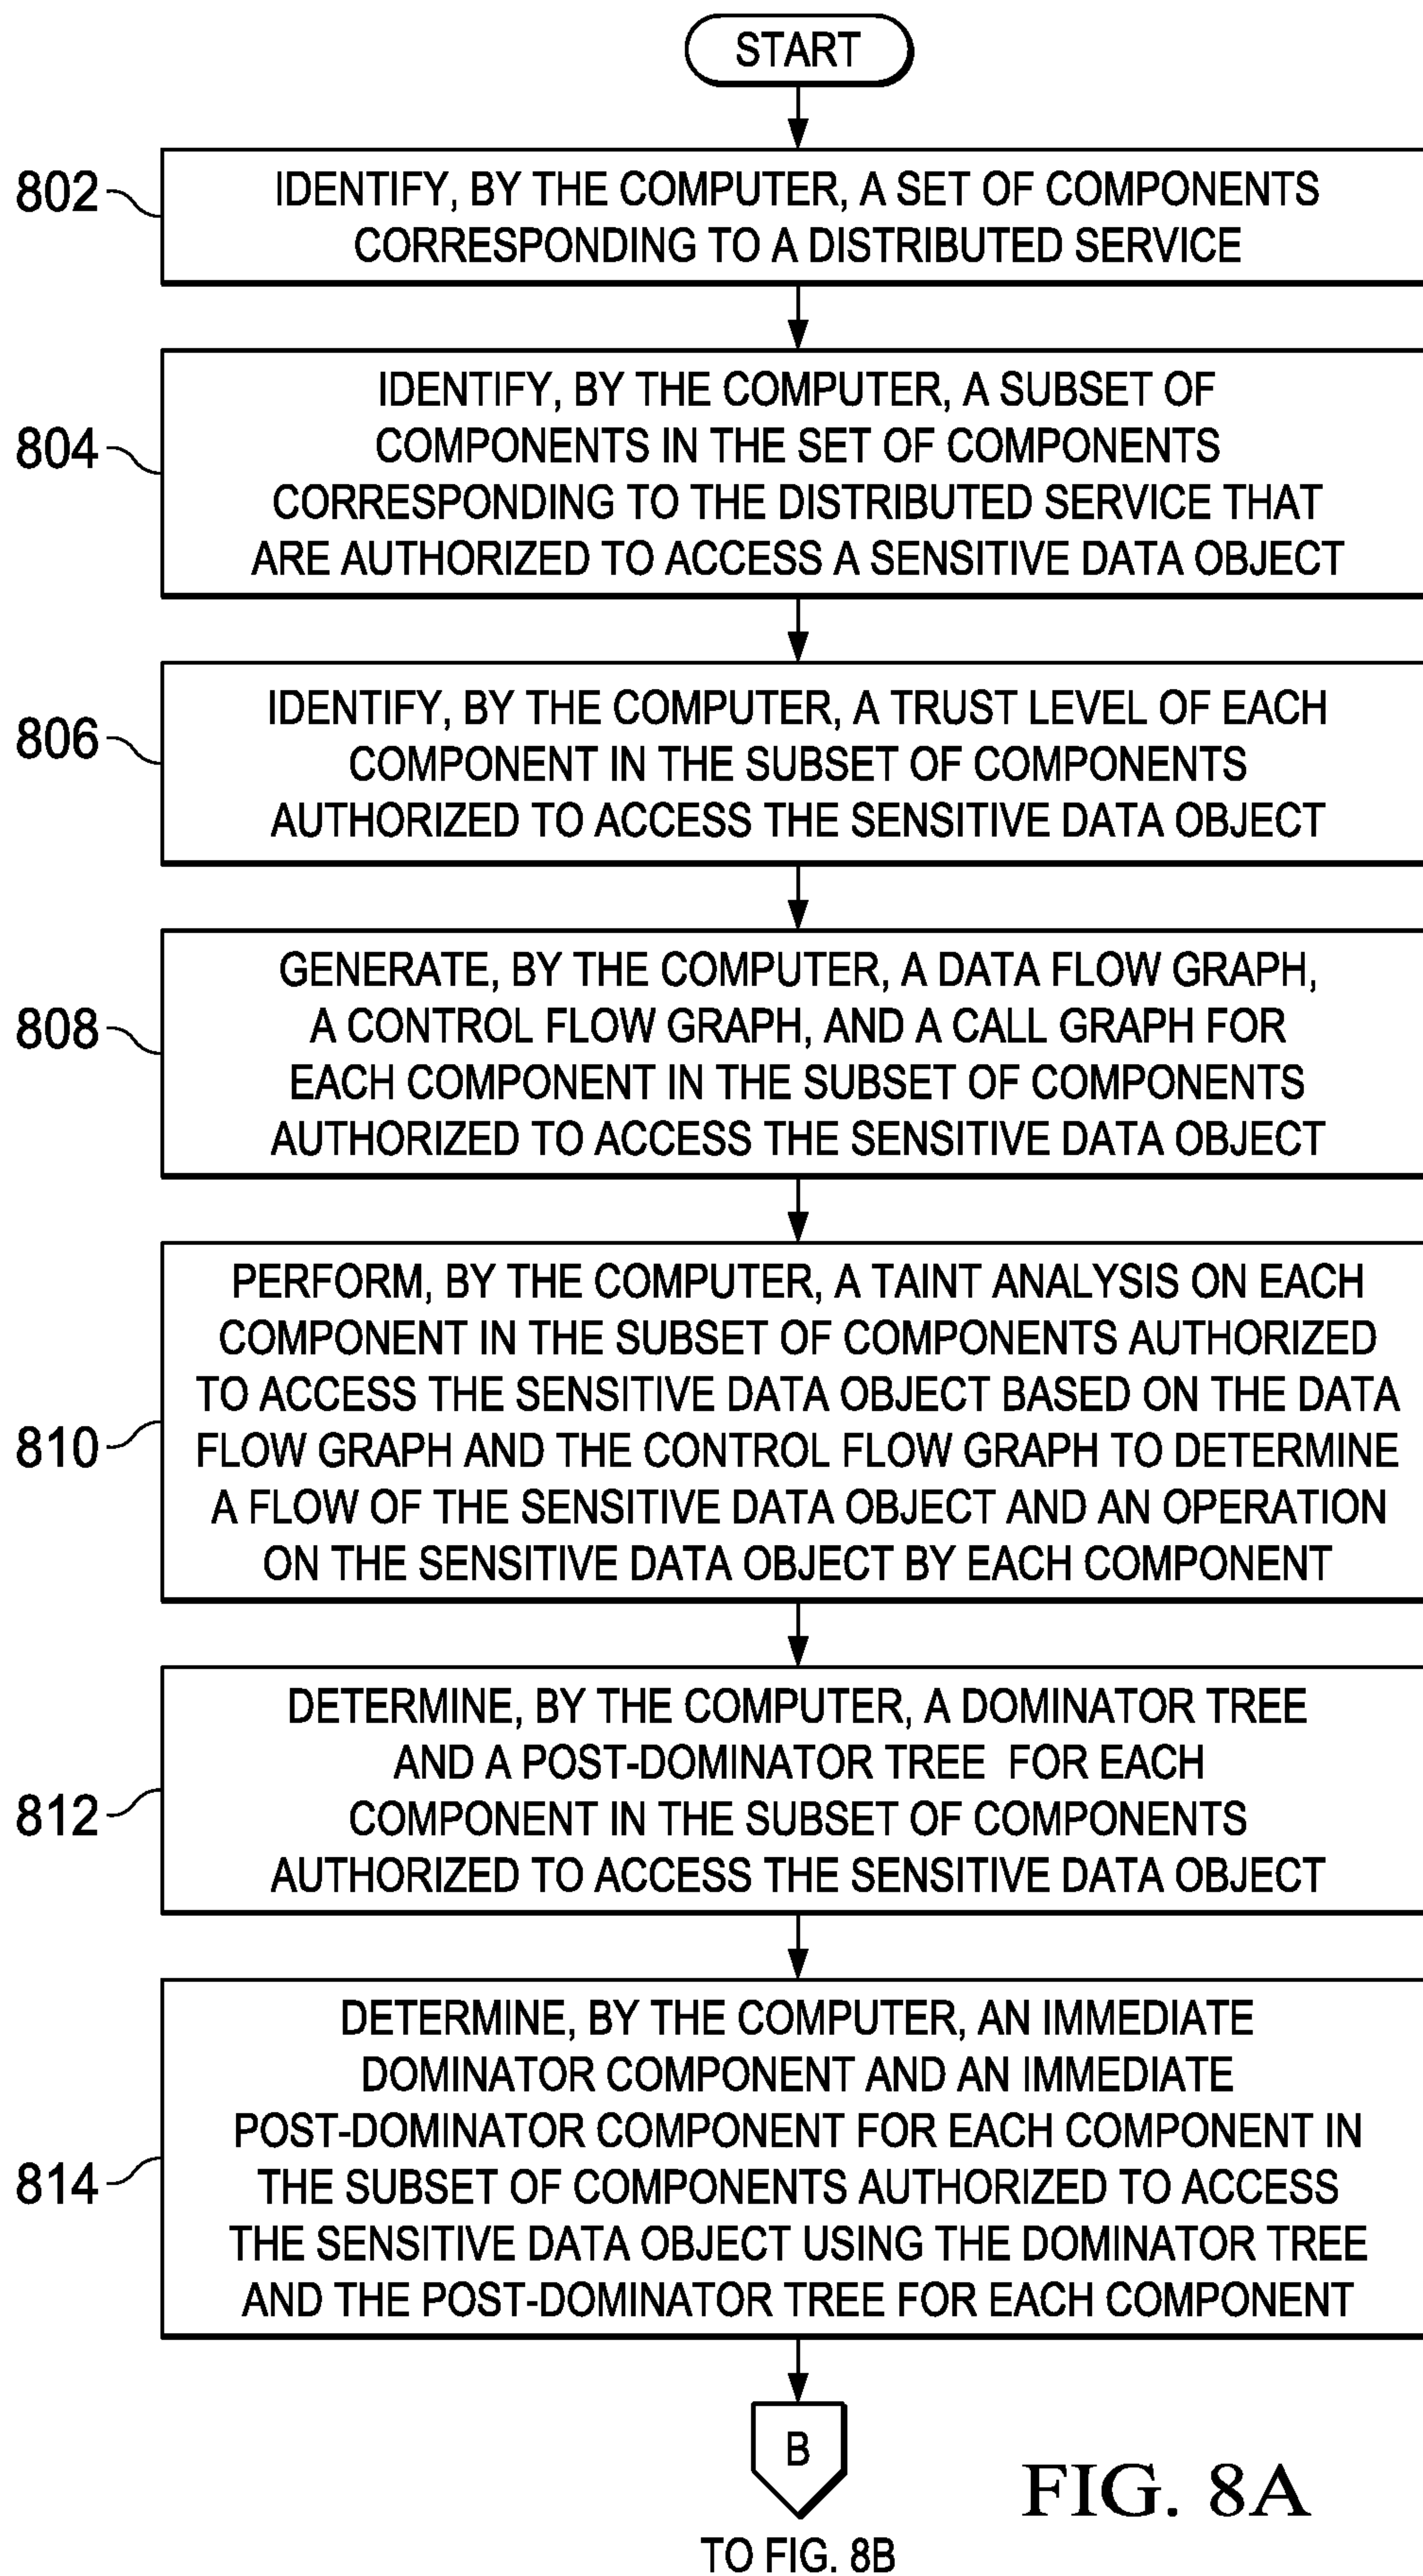 START
802
IDENTIFY, BY THE COMPUTER, A SET OF COMPONENTS
CORRESPONDING TO A DISTRIBUTED SERVICE
804
IDENTIFY, BY THE COMPUTER, A SUBSET OF
COMPONENTS IN THE SET OF COMPONENTS
CORRESPONDING TO THE DISTRIBUTED SERVICE THAT
ARE AUTHORIZED TO ACCESS A SENSITIVE DATA OBJECT
806
IDENTIFY, BY THE COMPUTER, A TRUST LEVEL OF EACH
COMPONENT IN THE SUBSET OF COMPONENTS
AUTHORIZED TO ACCESS THE SENSITIVE DATA OBJECT
808
GENERATE, BY THE COMPUTER, A DATA FLOW GRAPH,
A CONTROL FLOW GRAPH, AND A CALL GRAPH FOR
EACH COMPONENT IN THE SUBSET OF COMPONENTS
AUTHORIZED TO ACCESS THE SENSITIVE DATA OBJECT
810
PERFORM, BY THE COMPUTER, A TAINT ANALYSIS ON EACH
COMPONENT IN THE SUBSET OF COMPONENTS AUTHORIZED
TO ACCESS THE SENSITIVE DATA OBJECT BASED ON THE DATA
FLOW GRAPH AND THE CONTROL FLOW GRAPH TO DETERMINE
A FLOW OF THE SENSITIVE DATA OBJECT AND AN OPERATION
ON THE SENSITIVE DATA OBJECT BY EACH COMPONENT
812
DETERMINE, BY THE COMPUTER, A DOMINATOR TREE
AND A POST-DOMINATOR TREE FOR EACH
COMPONENT IN THE SUBSET OF COMPONENTS
AUTHORIZED TO ACCESS THE SENSITIVE DATA OBJECT
814
DETERMINE, BY THE COMPUTER, AN IMMEDIATE
DOMINATOR COMPONENT AND AN IMMEDIATE
POST-DOMINATOR COMPONENT FOR EACH COMPONENT IN
THE SUBSET OF COMPONENTS AUTHORIZED TO ACCESS
THE SENSITIVE DATA OBJECT USING THE DOMINATOR TREE
AND THE POST-DOMINATOR TREE FOR EACH COMPONENT
B
TO FIG. 8B
FIG. 8A